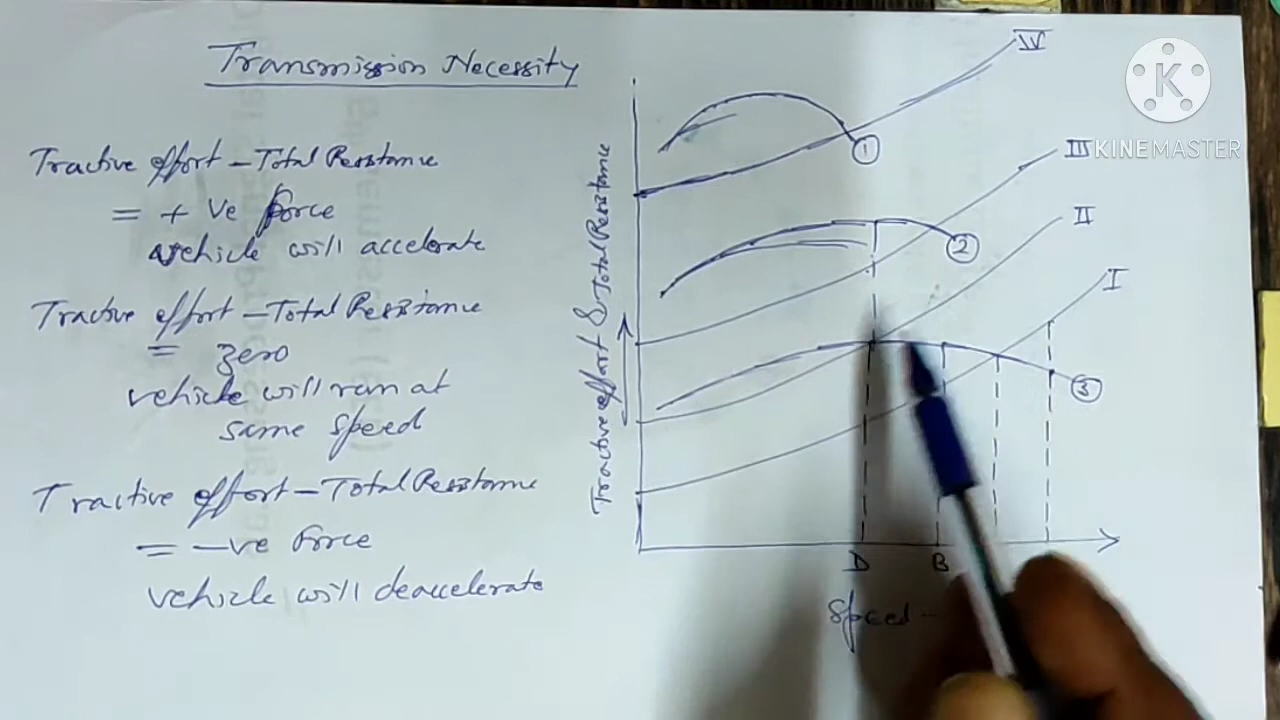 Transmission Necessity
Tractive effort - Total Resistance
= + ve force
vehicle will accelerate
Tractive effort - Total Resistance
= zero
vehicle will run at
same speed
Tractive effort - Total Resistance
= -ve force
vehicle will deaccelerate
Tractive effort & Total Resistance
IV
III
II
I
1
2
3
D B
Speed -
K
KINEMASTER